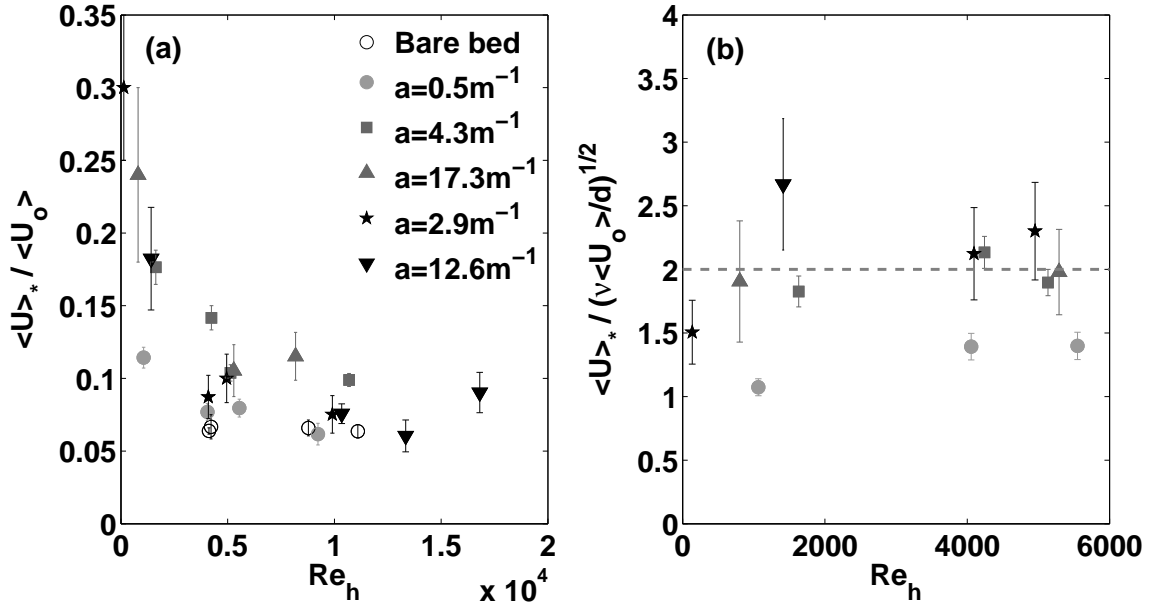 (a)
Bare bed
a=0.5m⁻¹
a=4.3m⁻¹
a=17.3m⁻¹
a=2.9m⁻¹
a=12.6m⁻¹
0.35
0.3
0.25
0.2
0.15
0.1
0.05
0
<U>* / <Uₒ>
0 0.5 1 1.5 2
Reₕ
x 10⁴
(b)
4
3.5
3
2.5
2
1.5
1
0.5
0
<U>* / (ν<Uₒ>/d)¹ᐟ²
0 2000 4000 6000
Reₕ